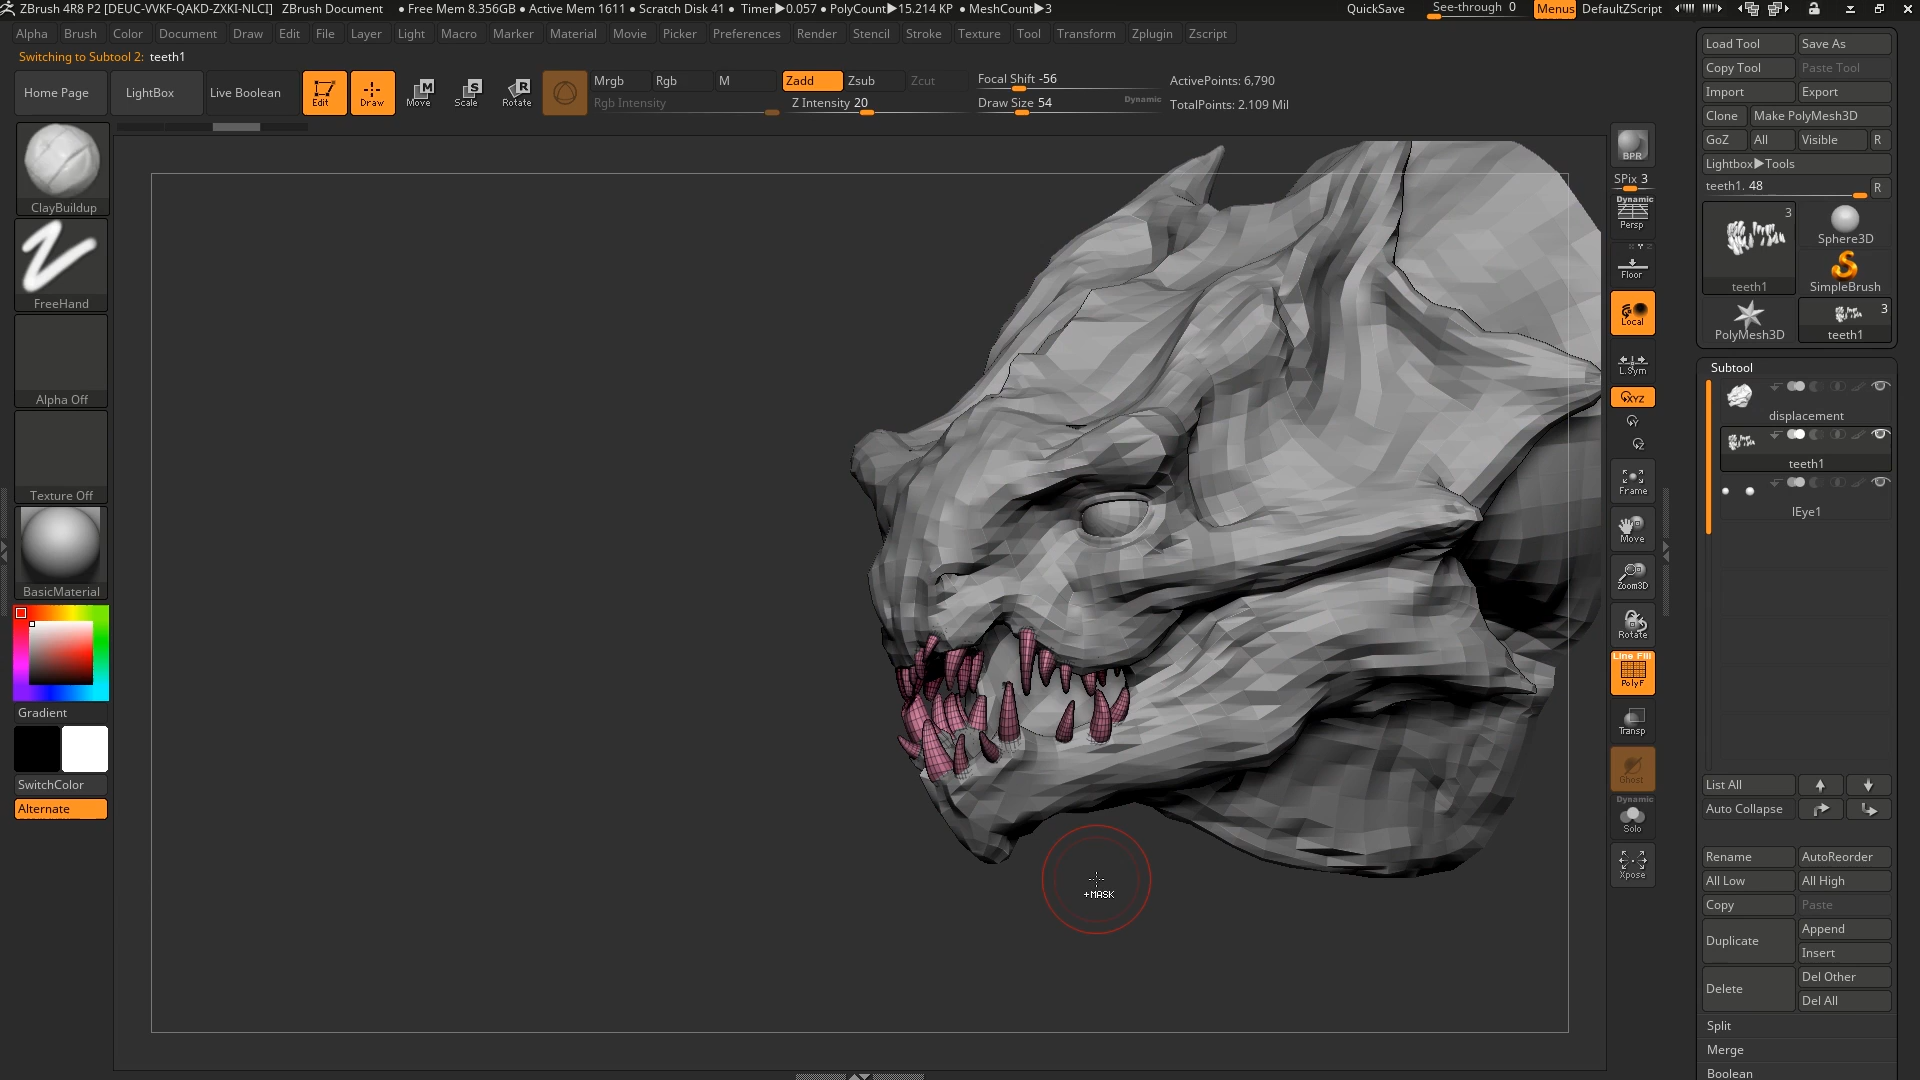 ZBrush 4R8 P2 [DEUC-VVKF-QAKD-ZXKI-NLCI] ZBrush Document • Free Mem 8.356GB • Active Mem 1611 • Scratch Disk 41 • Timer▶0.057 • PolyCount▶15.214 KP • MeshCount▶3 QuickSave See-through 0 Menus DefaultZScript
Alpha Brush Color Document Draw Edit File Layer Light Macro Marker Material Movie Picker Preferences Render Stencil Stroke Texture Tool Transform Zplugin Zscript
Switching to Subtool 2: teeth1
Home Page LightBox Live Boolean Edit Draw Move Scale Rotate
M S R
Mrgb Rgb M Zadd Zsub Zcut
Rgb Intensity Z Intensity 20
Focal Shift -56
Draw Size 54 Dynamic
ActivePoints: 6,790
TotalPoints: 2.109 Mil
ClayBuildup
FreeHand
Alpha Off
Texture Off
BasicMaterial
Gradient
SwitchColor
Alternate
+MASK
BPR
SPix 3
Dynamic
Persp
Floor
Local
L.Sym
XYZ
Y
Z
Frame
Move
Zoom3D
Rotate
Line Fill
PolyF
Transp
Ghost
Dynamic
Solo
Xpose
Load Tool Save As
Copy Tool Paste Tool
Import Export
Clone Make PolyMesh3D
GoZ All Visible R
Lightbox▶Tools
teeth1. 48 R
3
teeth1
Sphere3D
SimpleBrush
PolyMesh3D
3
teeth1
Subtool
displacement
teeth1
lEye1
List All
Auto Collapse
Rename AutoReorder
All Low All High
Copy Paste
Duplicate Append
Insert
Delete Del Other
Del All
Split
Merge
Boolean